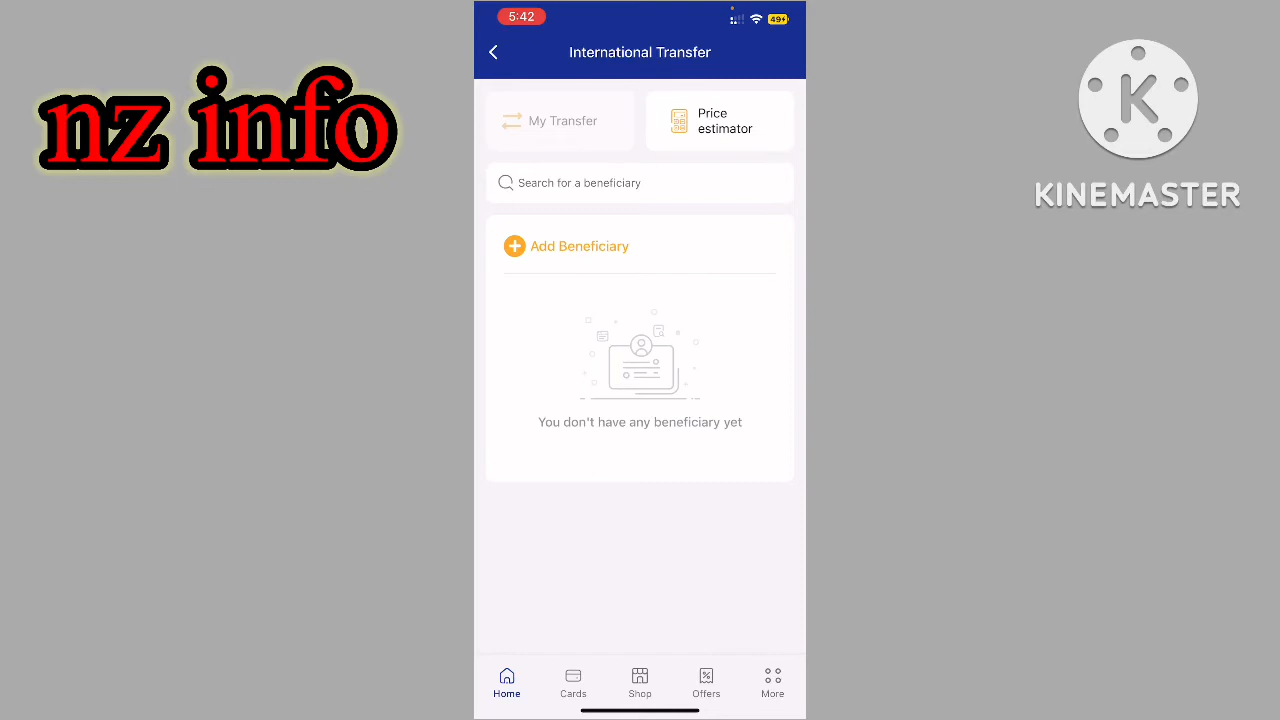 5:42
49+
International Transfer
nz info
My Transfer
Price
estimator
K
KINEMASTER
Search for a beneficiary
Add Beneficiary
You don't have any beneficiary yet
Home
Cards
Shop
Offers
More